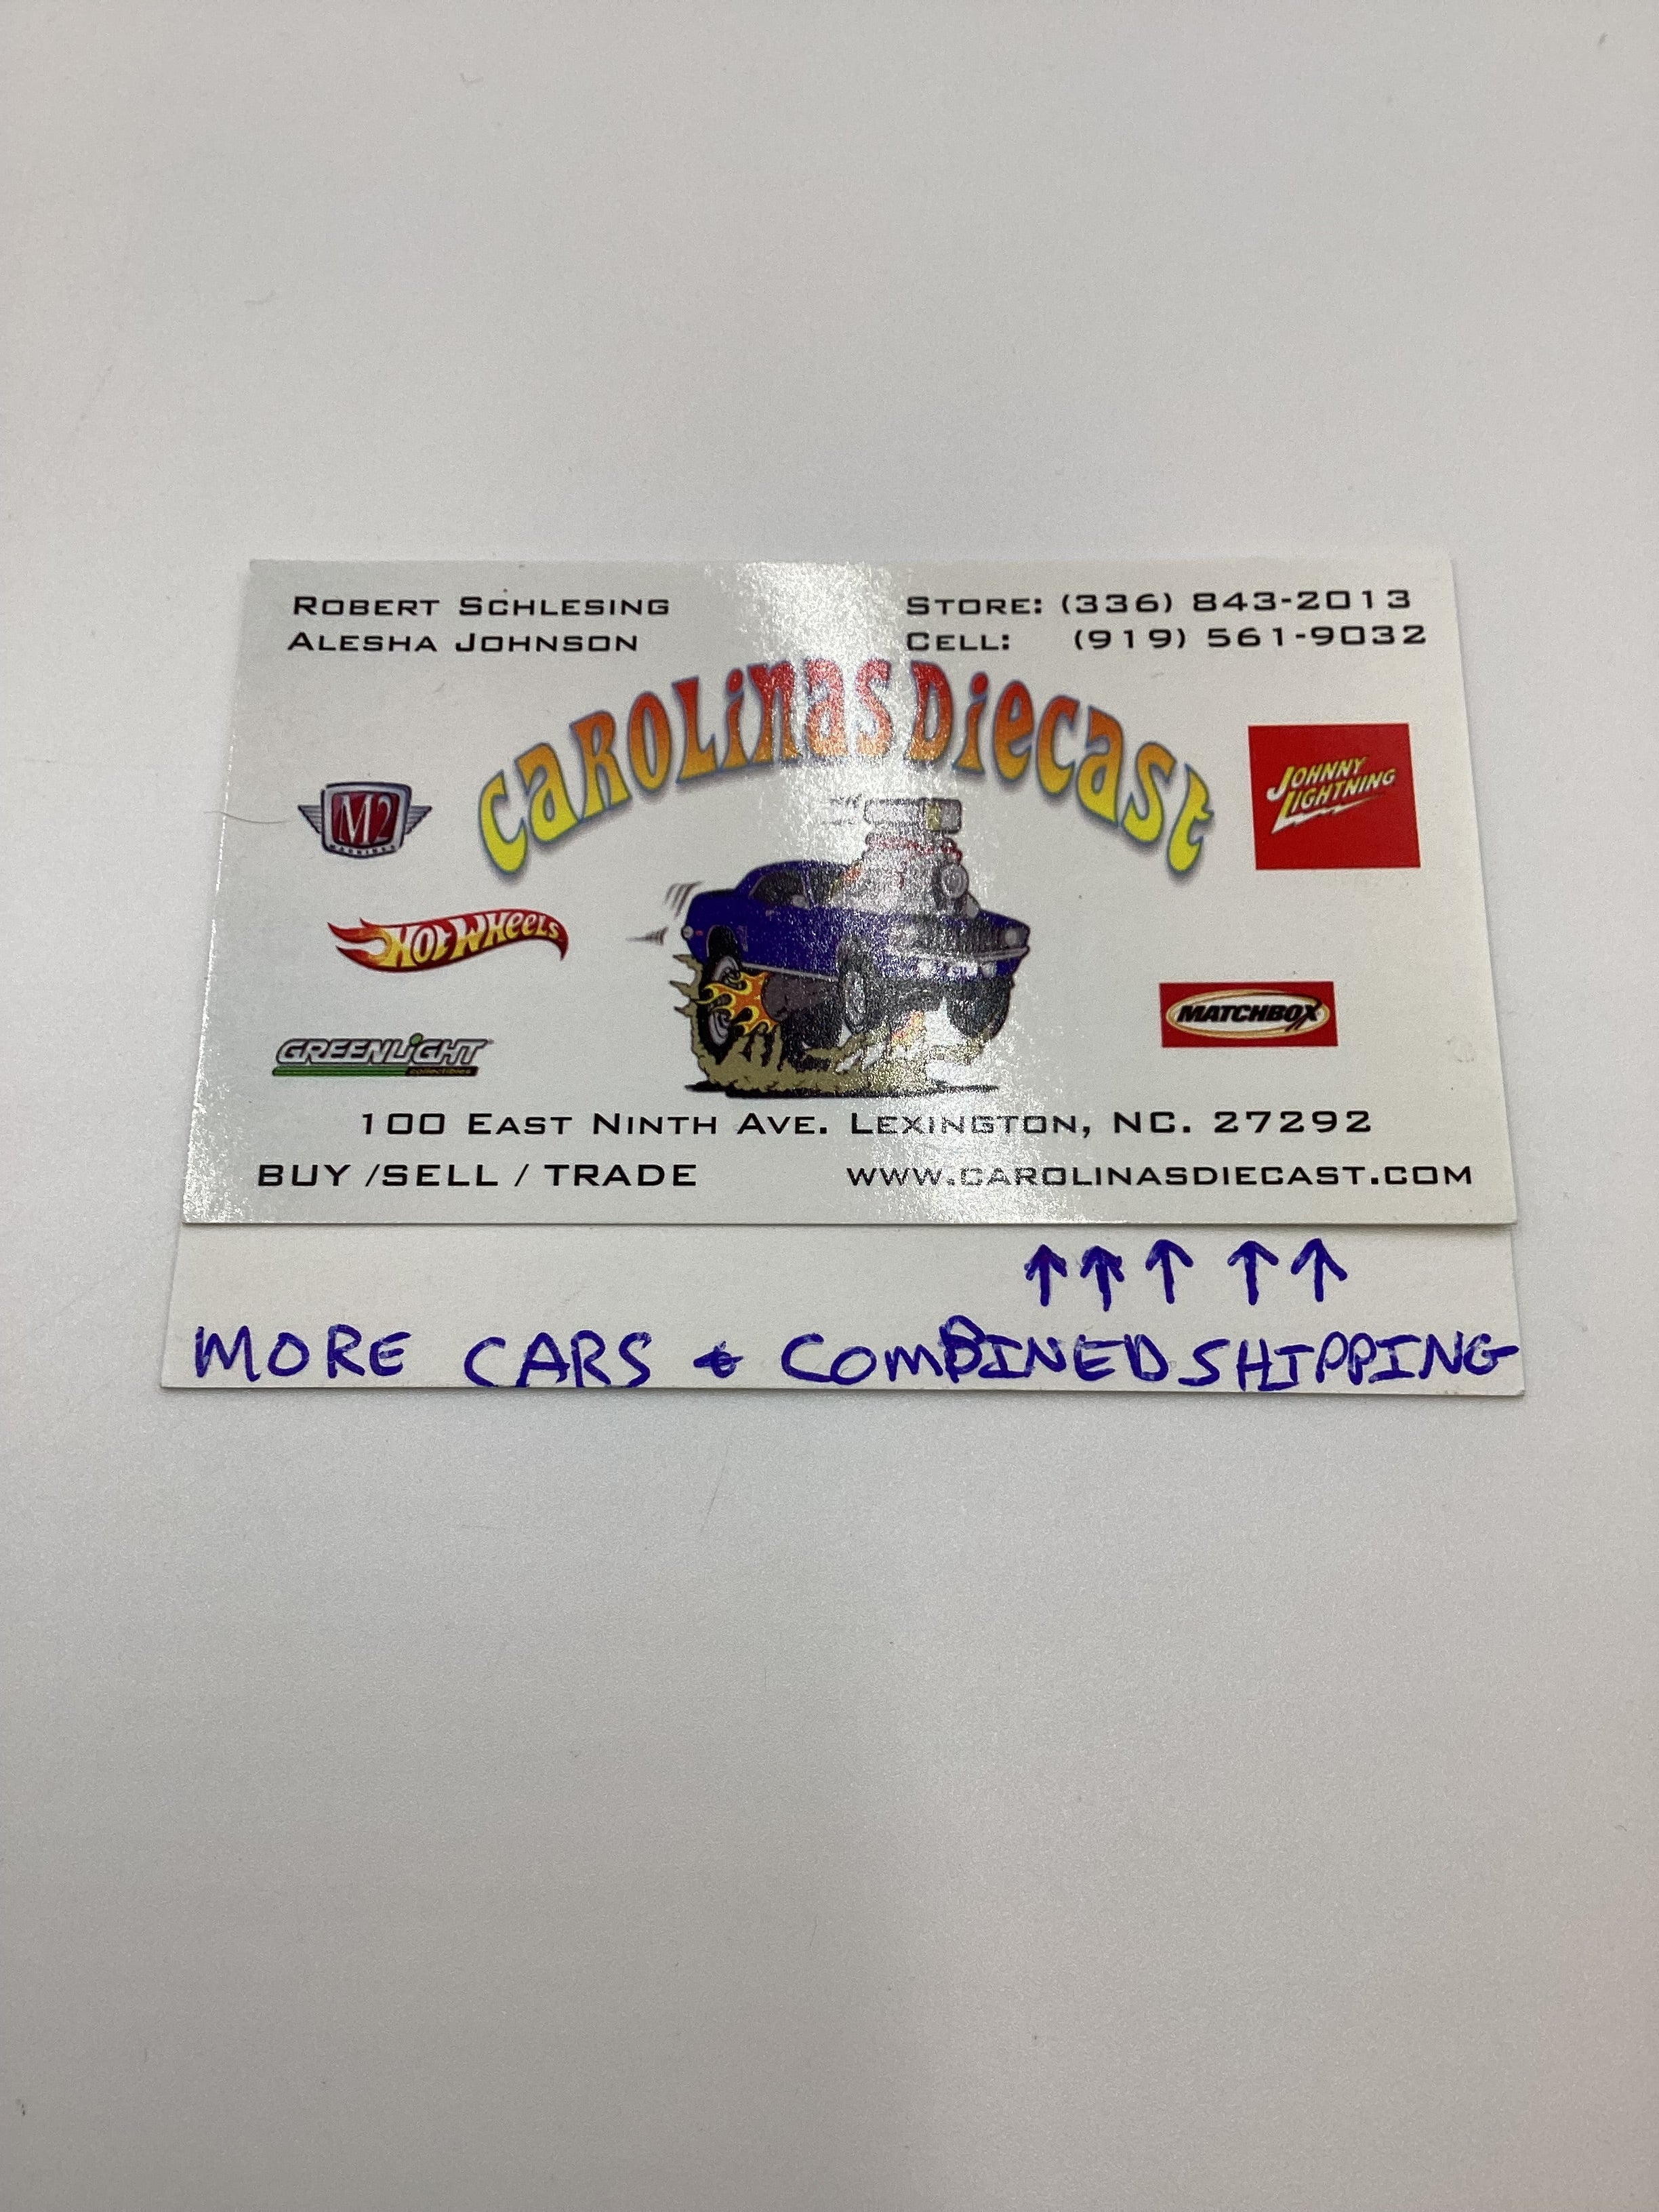 ROBERT SCHLESING
ALESHA JOHNSON
STORE: (336) 843-2013
CELL: (919) 561-9032
CAROLINAS DIECAST
M2
MACHINES
JOHNNY
LIGHTNING
HOT WHEELS
MATCHBOX
GREENLIGHT
collectibles
100 EAST NINTH AVE. LEXINGTON, NC. 27292
BUY /SELL / TRADE
WWW.CAROLINASDIECAST.COM
↑↑↑ ↑↑
MORE CARS & COMBINED SHIPPING